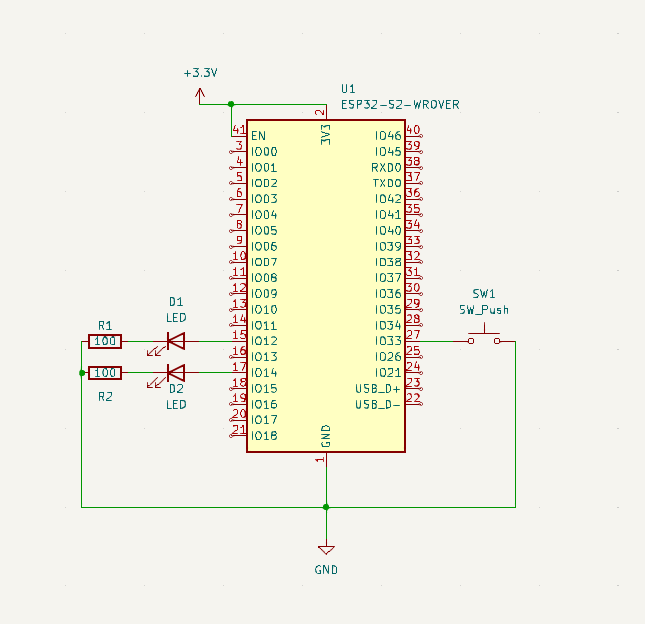 +3.3V
U1
ESP32-S2-WROVER
2
3V3
41 EN
3 IO00
4 IO01
5 IO02
6 IO03
7 IO04
8 IO05
9 IO06
10 IO07
11 IO08
12 IO09
13 IO10
14 IO11
15 IO12
16 IO13
17 IO14
18 IO15
19 IO16
20 IO17
21 IO18
IO46 40
IO45 39
RXD0 38
TXD0 37
IO42 36
IO41 35
IO40 34
IO39 33
IO38 32
IO37 31
IO36 30
IO35 29
IO34 28
IO33 27
IO26 25
IO21 24
USB_D+ 23
USB_D- 22
GND
1
D1
LED
R1
100
100
R2
D2
LED
SW1
SW_Push
GND